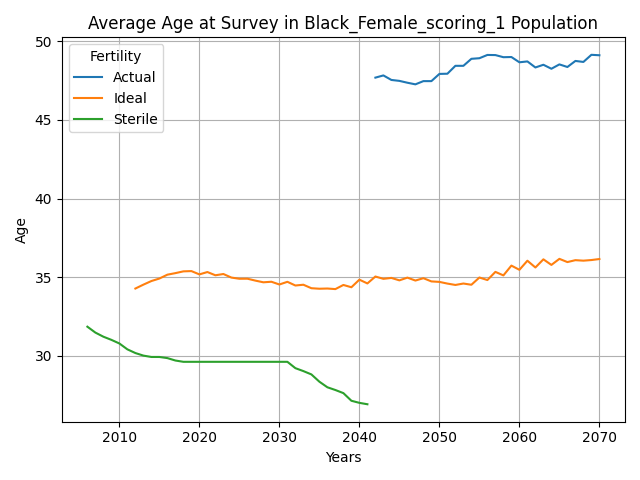 Average Age at Survey in Black_Female_scoring_1 Population
Fertility
Actual
Ideal
Sterile
Age
50
45
40
35
30
2010 2020 2030 2040 2050 2060 2070
Years